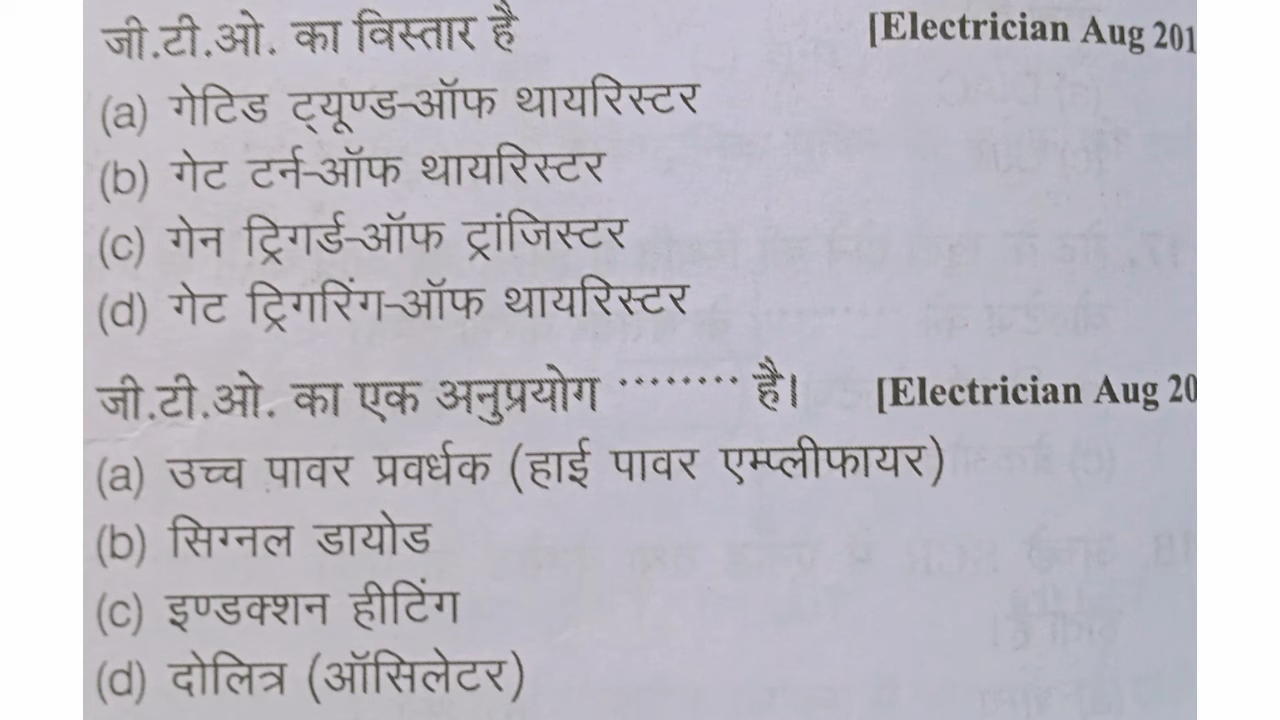 जी.टी.ओ. का विस्तार है [Electrician Aug 201
(a) गेटिड ट्यूण्ड-ऑफ थायरिस्टर
(b) गेट टर्न-ऑफ थायरिस्टर
(c) गेन ट्रिगर्ड-ऑफ ट्रांजिस्टर
(d) गेट ट्रिगरिंग-ऑफ थायरिस्टर
जी.टी.ओ. का एक अनुप्रयोग ········ है। [Electrician Aug 20
(a) उच्च पावर प्रवर्धक (हाई पावर एम्प्लीफायर)
(b) सिग्नल डायोड
(c) इण्डक्शन हीटिंग
(d) दोलित्र (ऑसिलेटर)